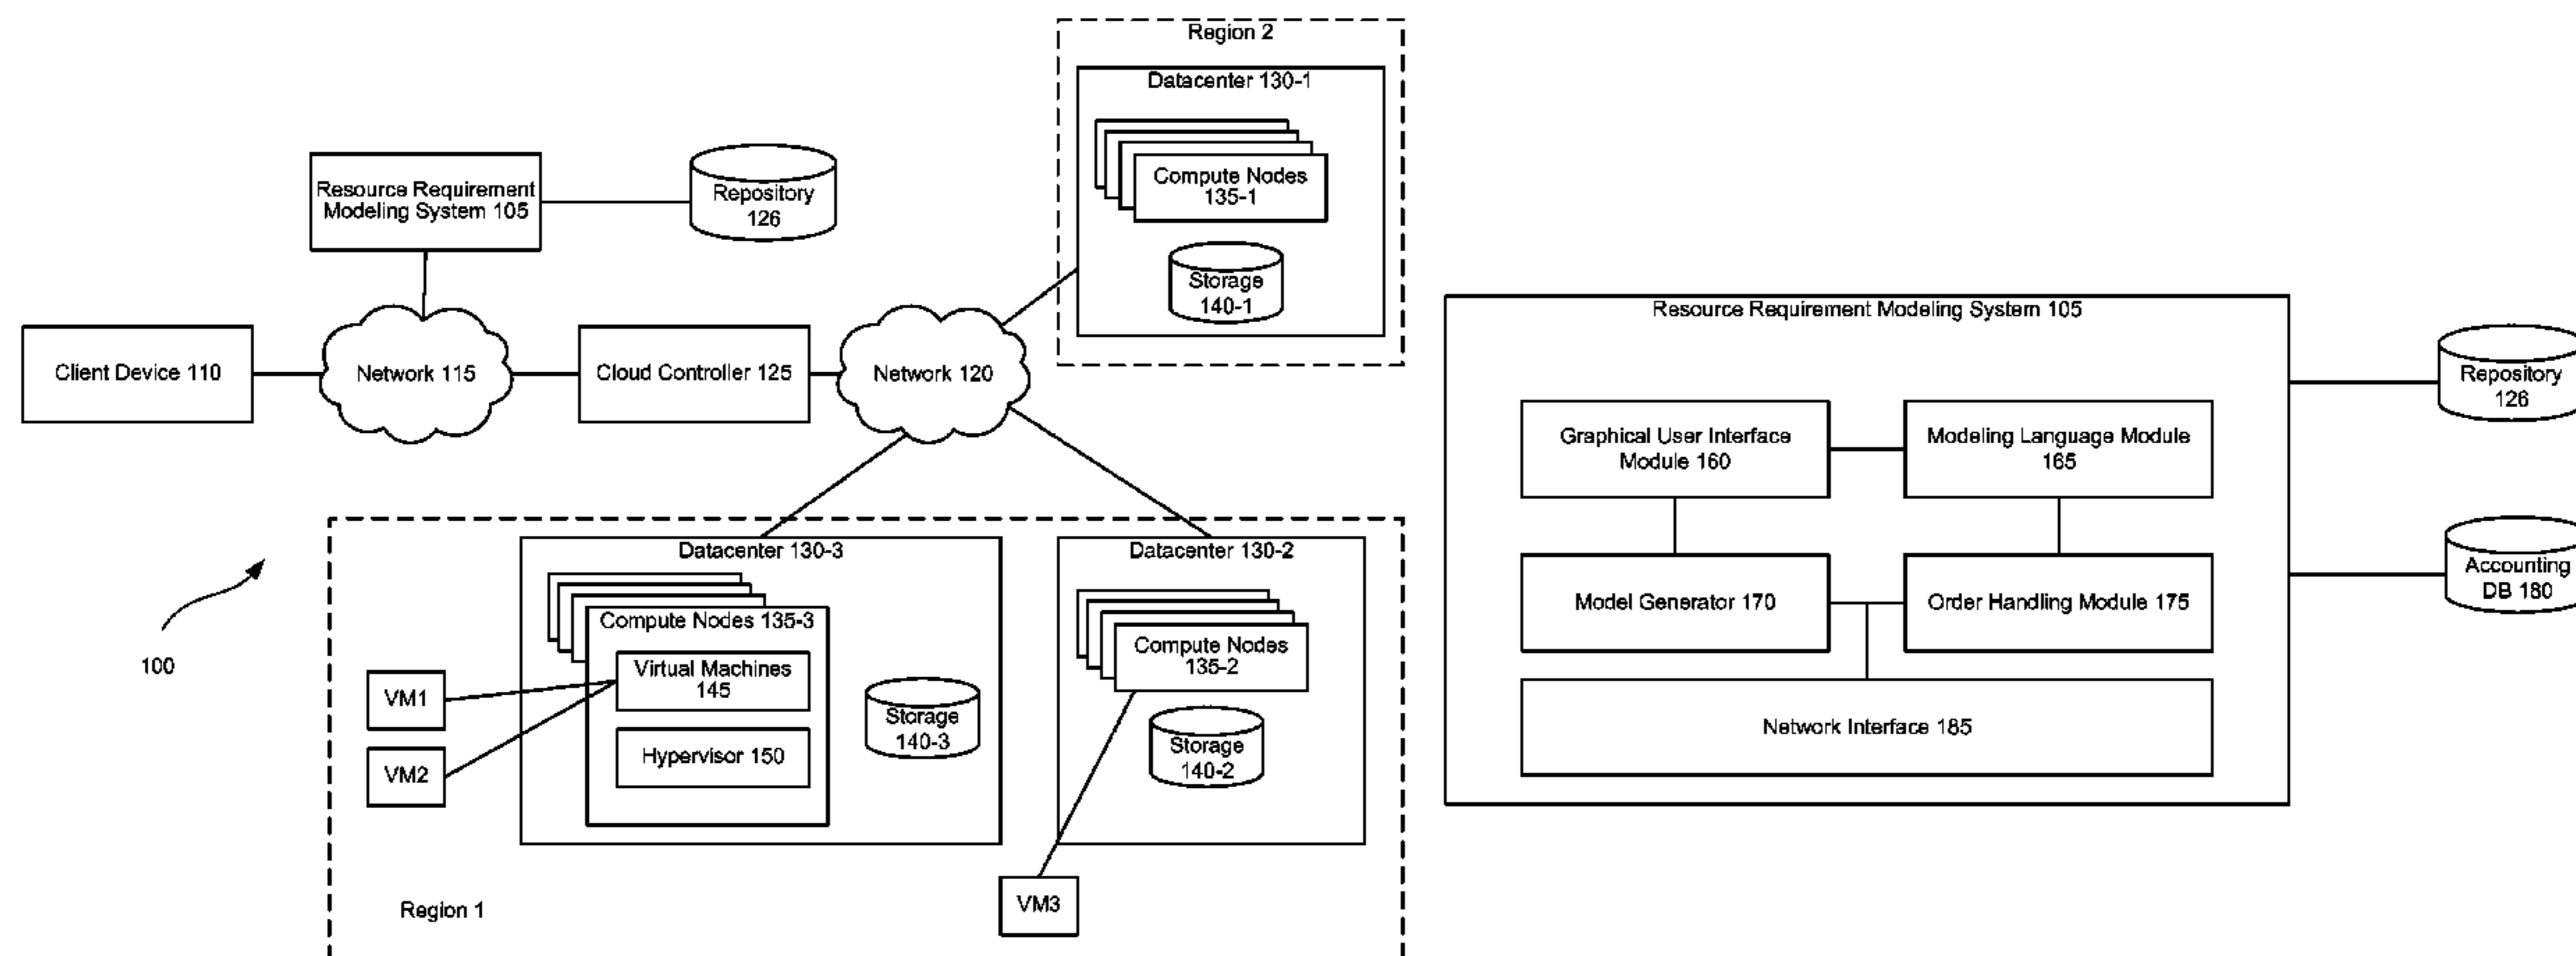 Region 2
Datacenter 130-1
Compute Nodes
135-1
Storage
140-1
Resource Requirement
Modeling System 105
Repository
126
Client Device 110
Network 115
Cloud Controller 125
Network 120
Datacenter 130-3
Compute Nodes 135-3
Virtual Machines
145
Hypervisor 150
Storage
140-3
VM1
VM2
100
Datacenter 130-2
Compute Nodes
135-2
Storage
140-2
VM3
Region 1
Resource Requirement Modeling System 105
Graphical User Interface
Module 160
Modeling Language Module
165
Model Generator 170
Order Handling Module 175
Network Interface 185
Repository
126
Accounting
DB 180